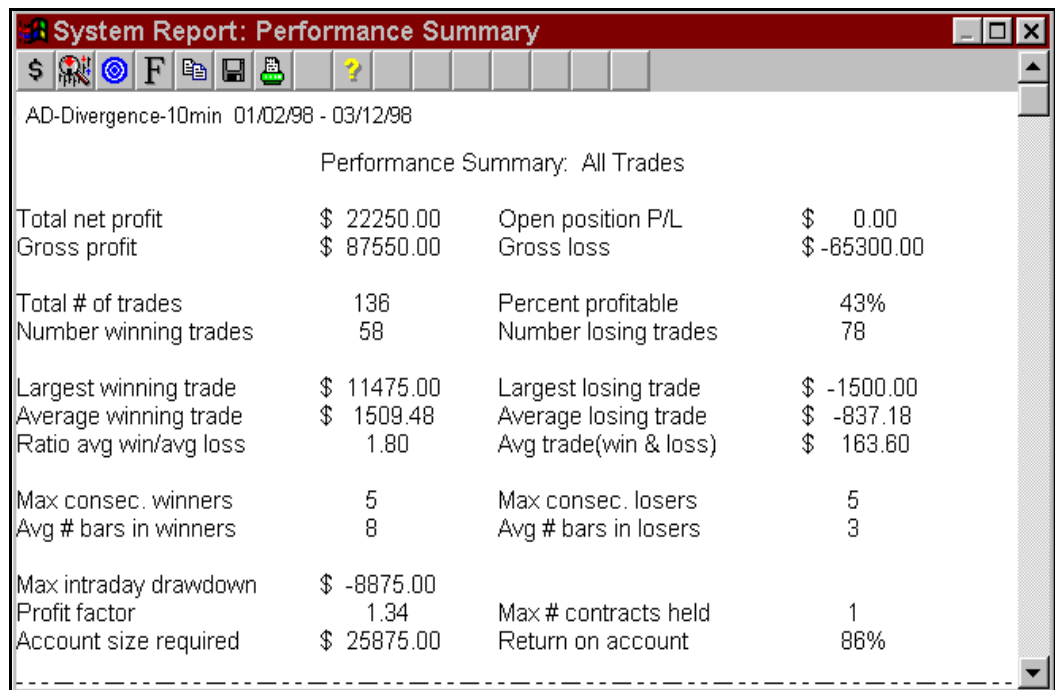 System Report: Performance Summary
$ F ?
AD-Divergence-10min 01/02/98 - 03/12/98
Performance Summary: All Trades
Total net profit $ 22250.00 Open position P/L $ 0.00
Gross profit $ 87550.00 Gross loss $ -65300.00
Total # of trades 136 Percent profitable 43%
Number winning trades 58 Number losing trades 78
Largest winning trade $ 11475.00 Largest losing trade $ -1500.00
Average winning trade $ 1509.48 Average losing trade $ -837.18
Ratio avg win/avg loss 1.80 Avg trade(win & loss) $ 163.60
Max consec. winners 5 Max consec. losers 5
Avg # bars in winners 8 Avg # bars in losers 3
Max intraday drawdown $ -8875.00
Profit factor 1.34 Max # contracts held 1
Account size required $ 25875.00 Return on account 86%